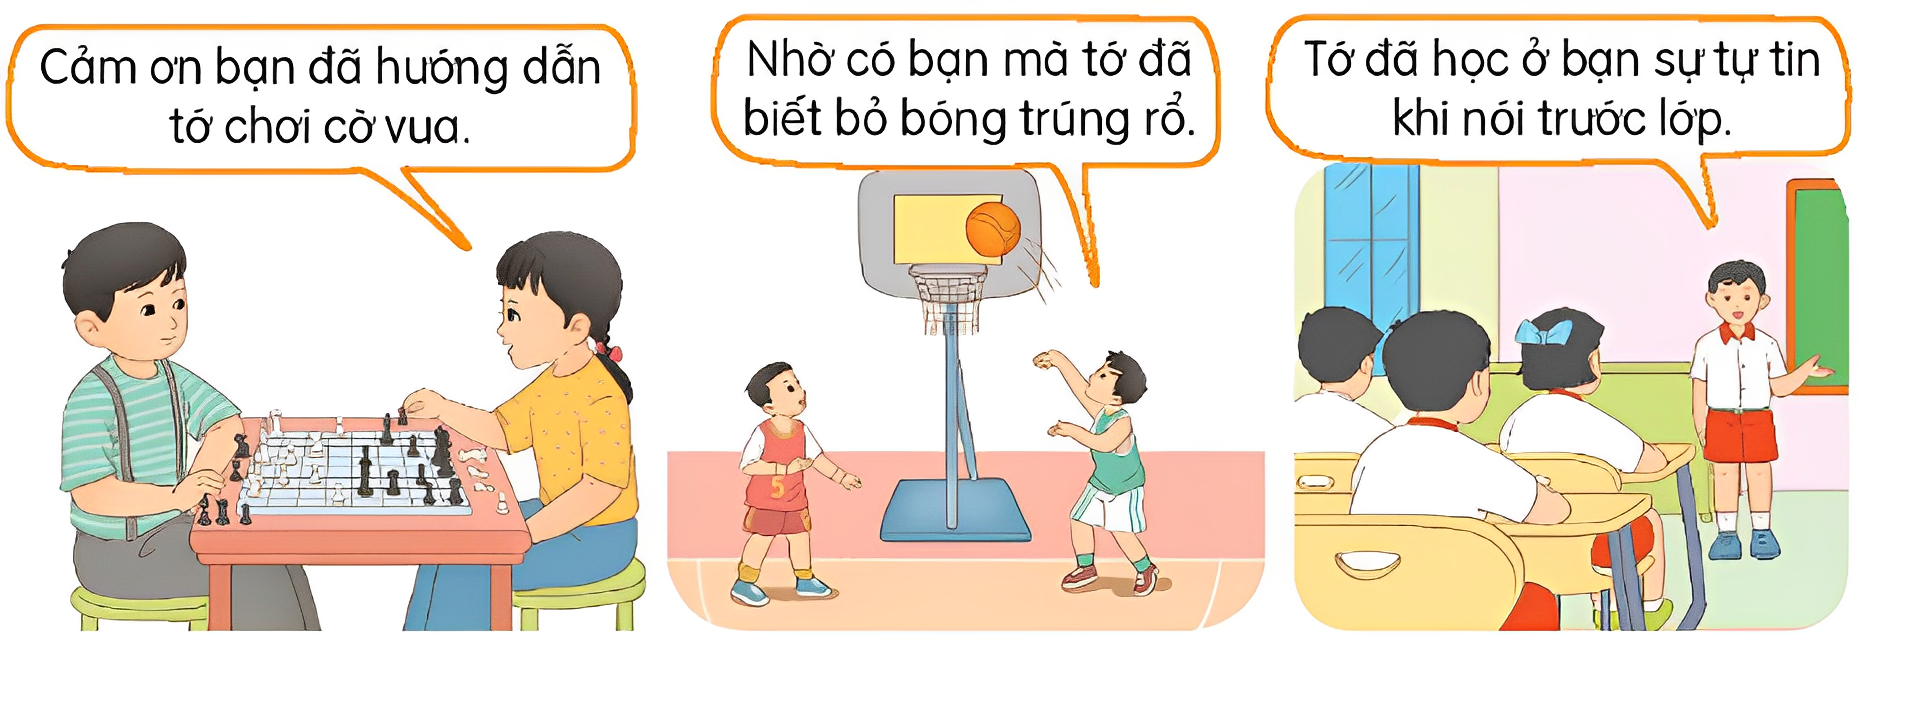 Cảm ơn bạn đã hướng dẫn
tớ chơi cờ vua.
Nhờ có bạn mà tớ đã
biết bỏ bóng trúng rổ.
Tớ đã học ở bạn sự tự tin
khi nói trước lớp.
5